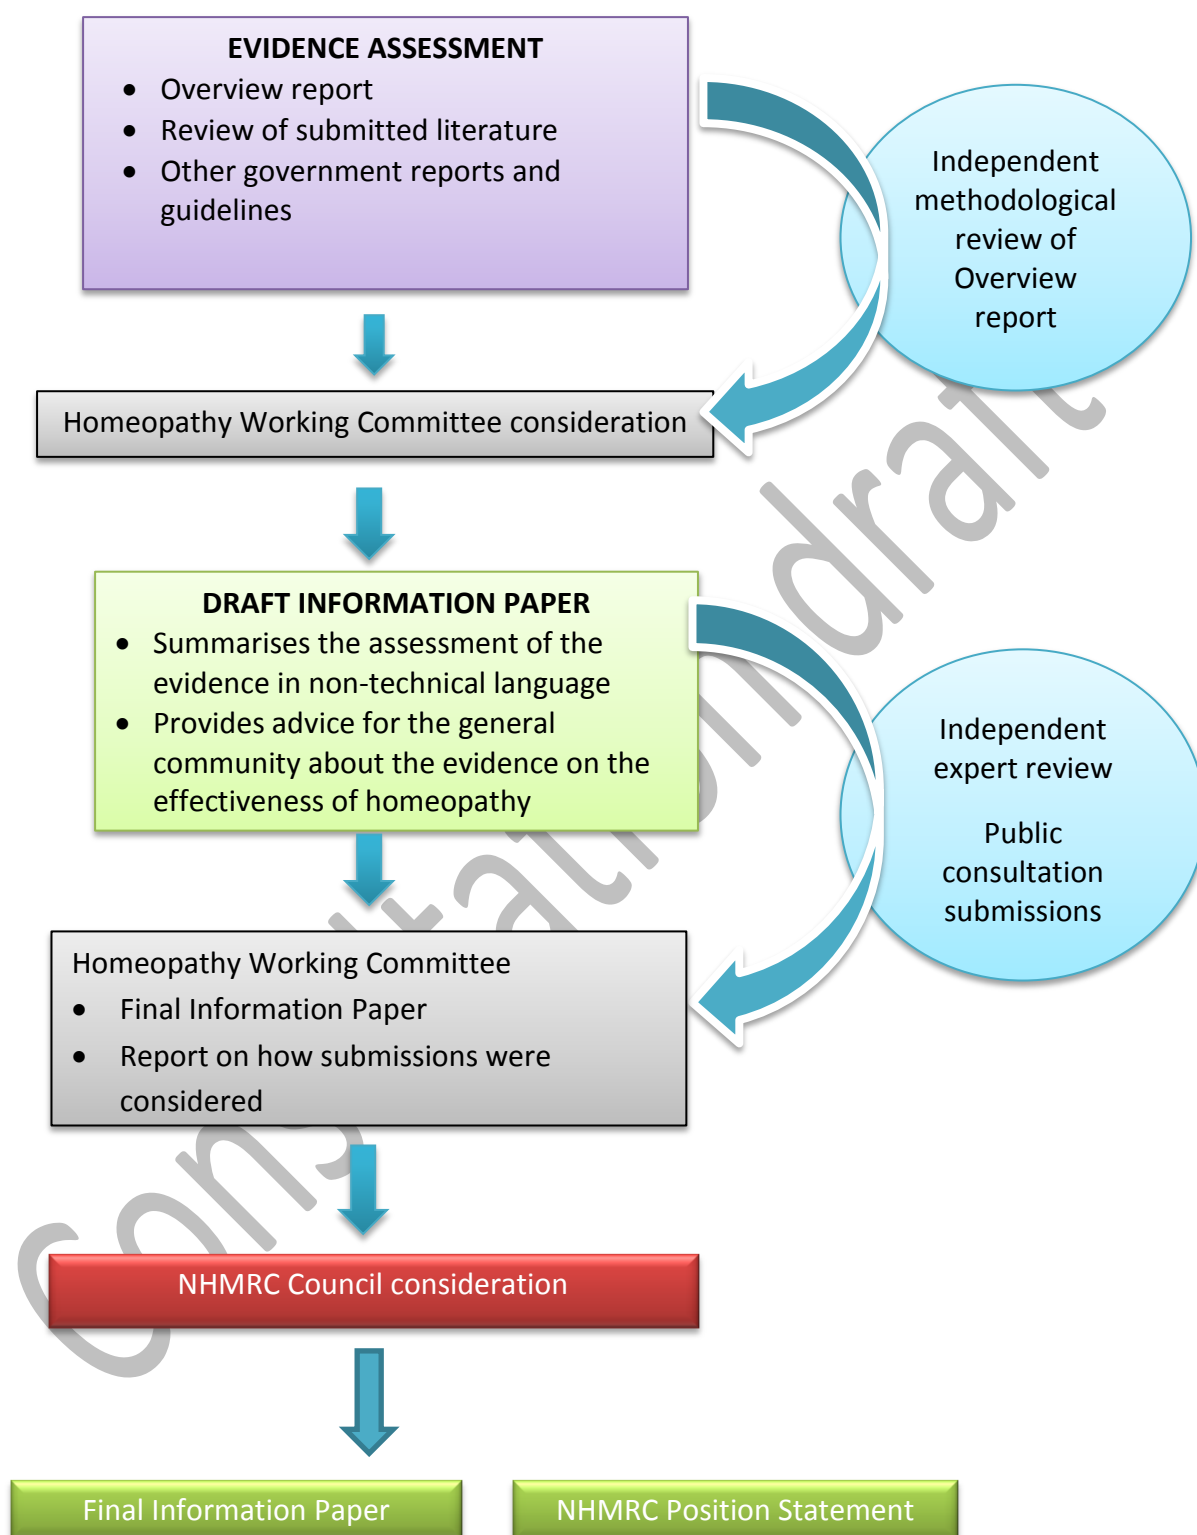 EVIDENCE ASSESSMENT
• Overview report
• Review of submitted literature
• Other government reports and
guidelines
Independent
methodological
review of
Overview
report
Homeopathy Working Committee consideration
DRAFT INFORMATION PAPER
• Summarises the assessment of the
evidence in non-technical language
• Provides advice for the general
community about the evidence on the
effectiveness of homeopathy
Independent
expert review
Public
consultation
submissions
Homeopathy Working Committee
• Final Information Paper
• Report on how submissions were
considered
NHMRC Council consideration
Final Information Paper
NHMRC Position Statement
Consultation draft